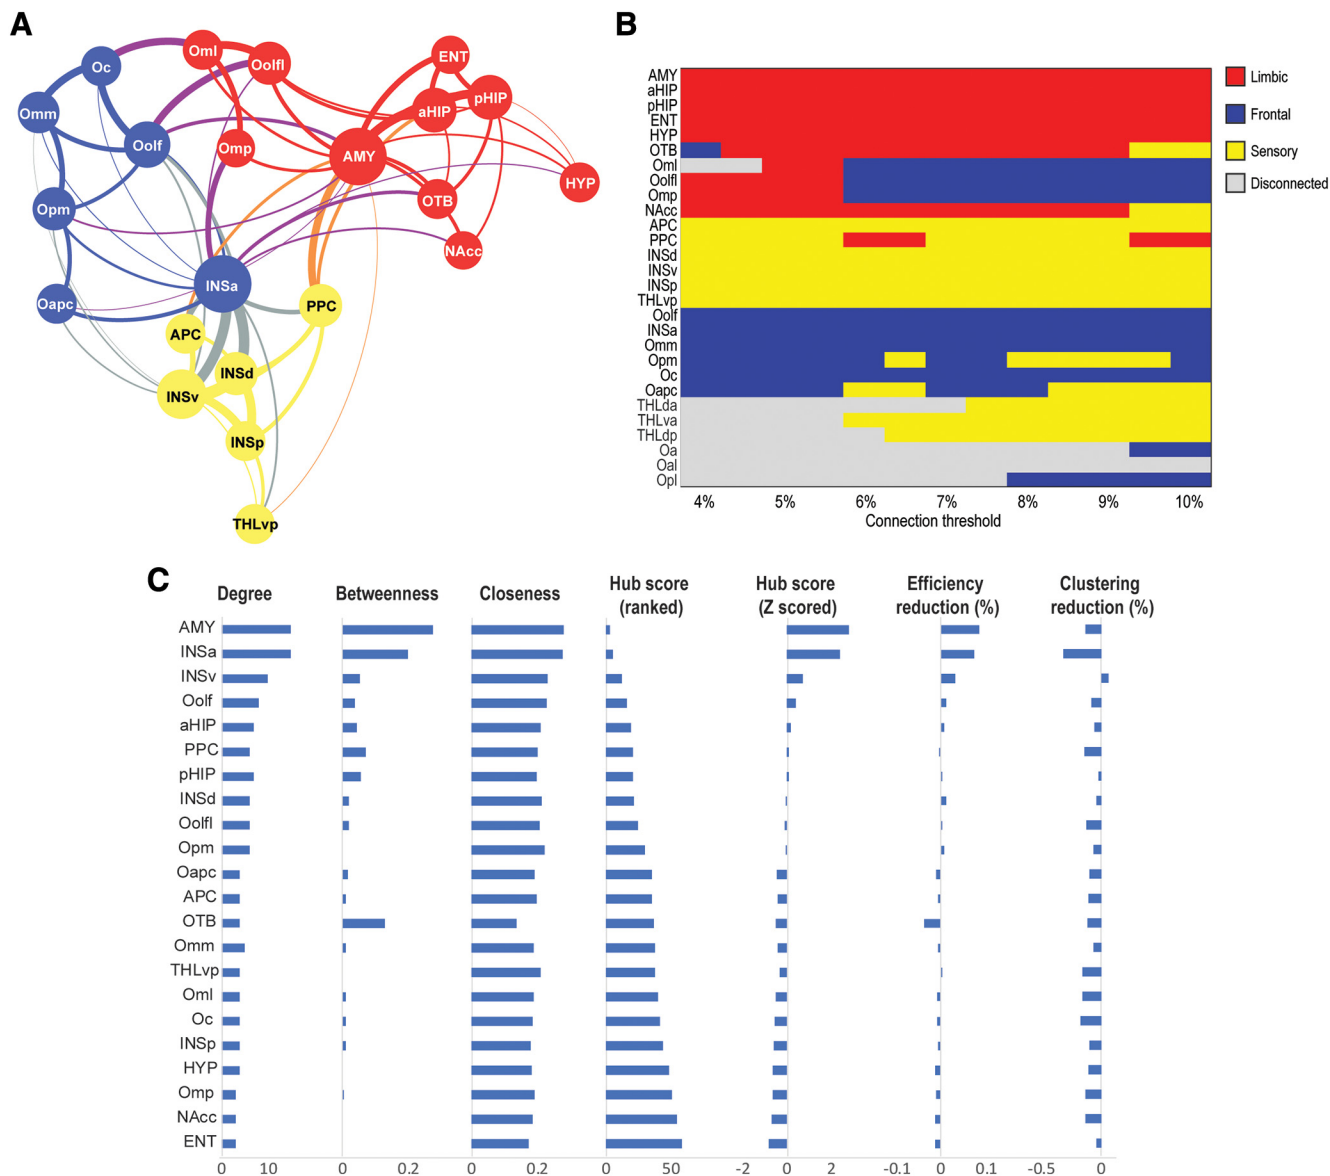 A
Oc
Oml
Oolfl
ENT
Omm
aHIP
pHIP
Oolf
Omp
AMY
HYP
Opm
OTB
NAcc
INSa
Oapc
PPC
APC
INSd
INSv
INSp
THLvp
B
AMY
aHIP
pHIP
ENT
HYP
OTB
Oml
Oolfl
Omp
NAcc
APC
PPC
INSd
INSv
INSp
THLvp
Oolf
INSa
Omm
Opm
Oc
Oapc
THLda
THLva
THLdp
Oa
Oal
Opl
4% 5% 6% 7% 8% 9% 10%
Connection threshold
Limbic
Frontal
Sensory
Disconnected
C
Degree
Betweenness
Closeness
Hub score
(ranked)
Hub score
(Z scored)
Efficiency
reduction (%)
Clustering
reduction (%)
AMY
INSa
INSv
Oolf
aHIP
PPC
pHIP
INSd
Oolfl
Opm
Oapc
APC
OTB
Omm
THLvp
Oml
Oc
INSp
HYP
Omp
NAcc
ENT
0 10 0 0.2 0 0.2 0 50 -2 0 2 -0.1 0 0.1 -0.5 0